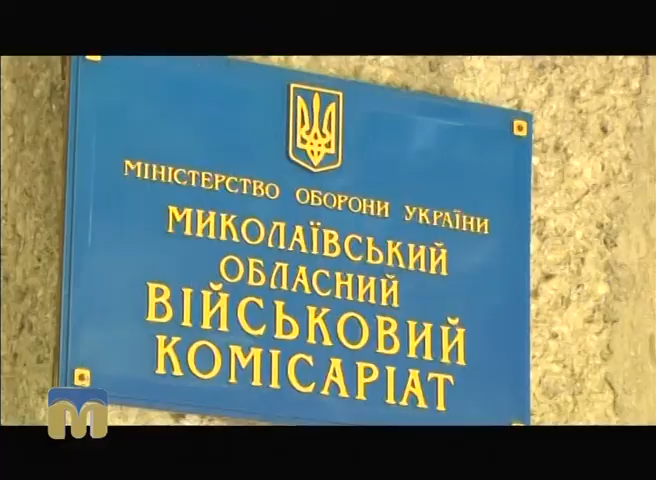 МІНІСТЕРСТВО ОБОРОНИ УКРАЇНИ
МИКОЛАЇВСЬКИЙ
ОБЛАСНИЙ
ВІЙСЬКОВИЙ
КОМІСАРІАТ
М